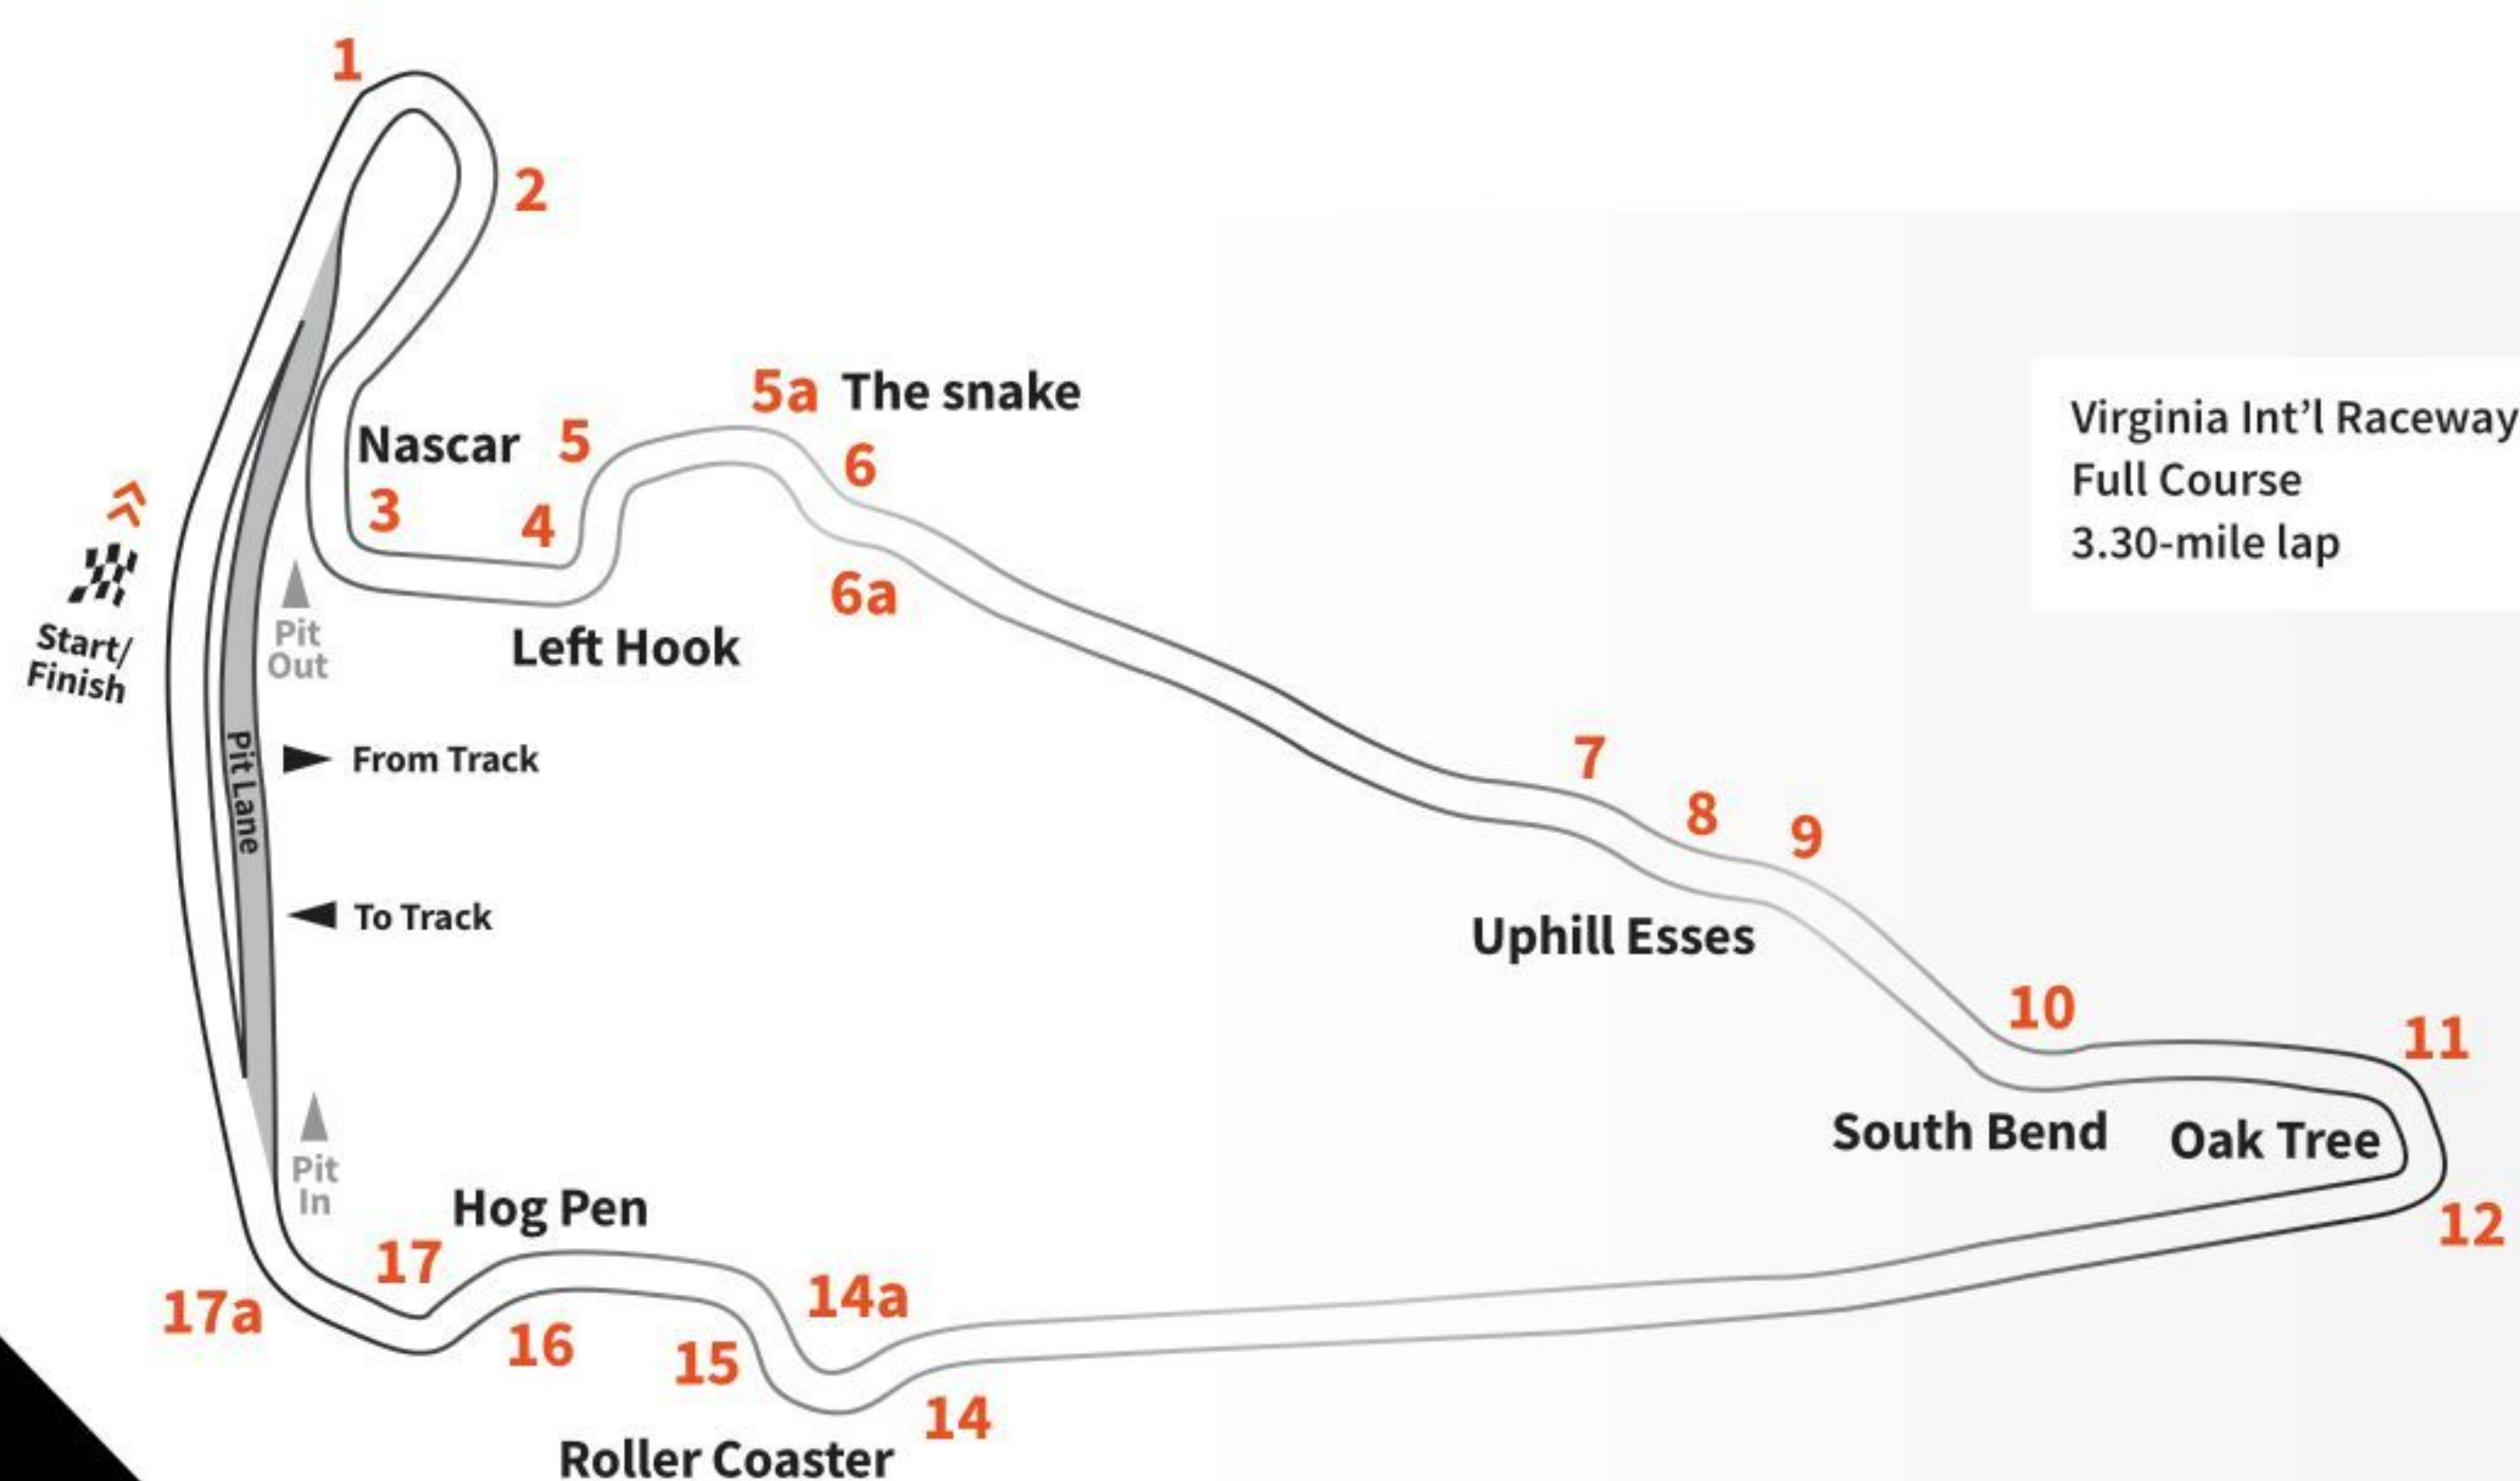 1
2
5a The snake
Nascar 5
6
3
4
6a
Virginia Int'l Raceway
Full Course
3.30-mile lap
Start/
Finish
Pit
Out
Left Hook
Pit Lane
From Track
To Track
7
8
9
Uphill Esses
10
11
South Bend
Oak Tree
12
Pit
In
Hog Pen
17
17a
16
15
14a
14
Roller Coaster